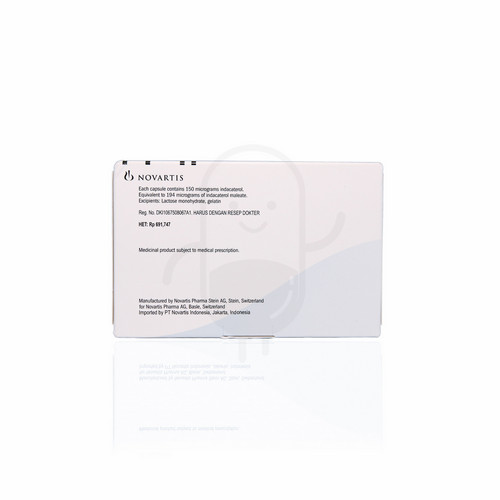 NOVARTIS
Each capsule contains 150 micrograms indacaterol.
Equivalent to 194 micrograms of indacaterol maleate.
Excipients: Lactose monohydrate, gelatin
Reg. No. DKI1067508067A1. HARUS DENGAN RESEP DOKTER
HET: Rp 691,747
Medicinal product subject to medical prescription.
Manufactured by Novartis Pharma Stein AG, Stein, Switzerland
for Novartis Pharma AG, Basle, Switzerland
Imported by PT Novartis Indonesia, Jakarta, Indonesia